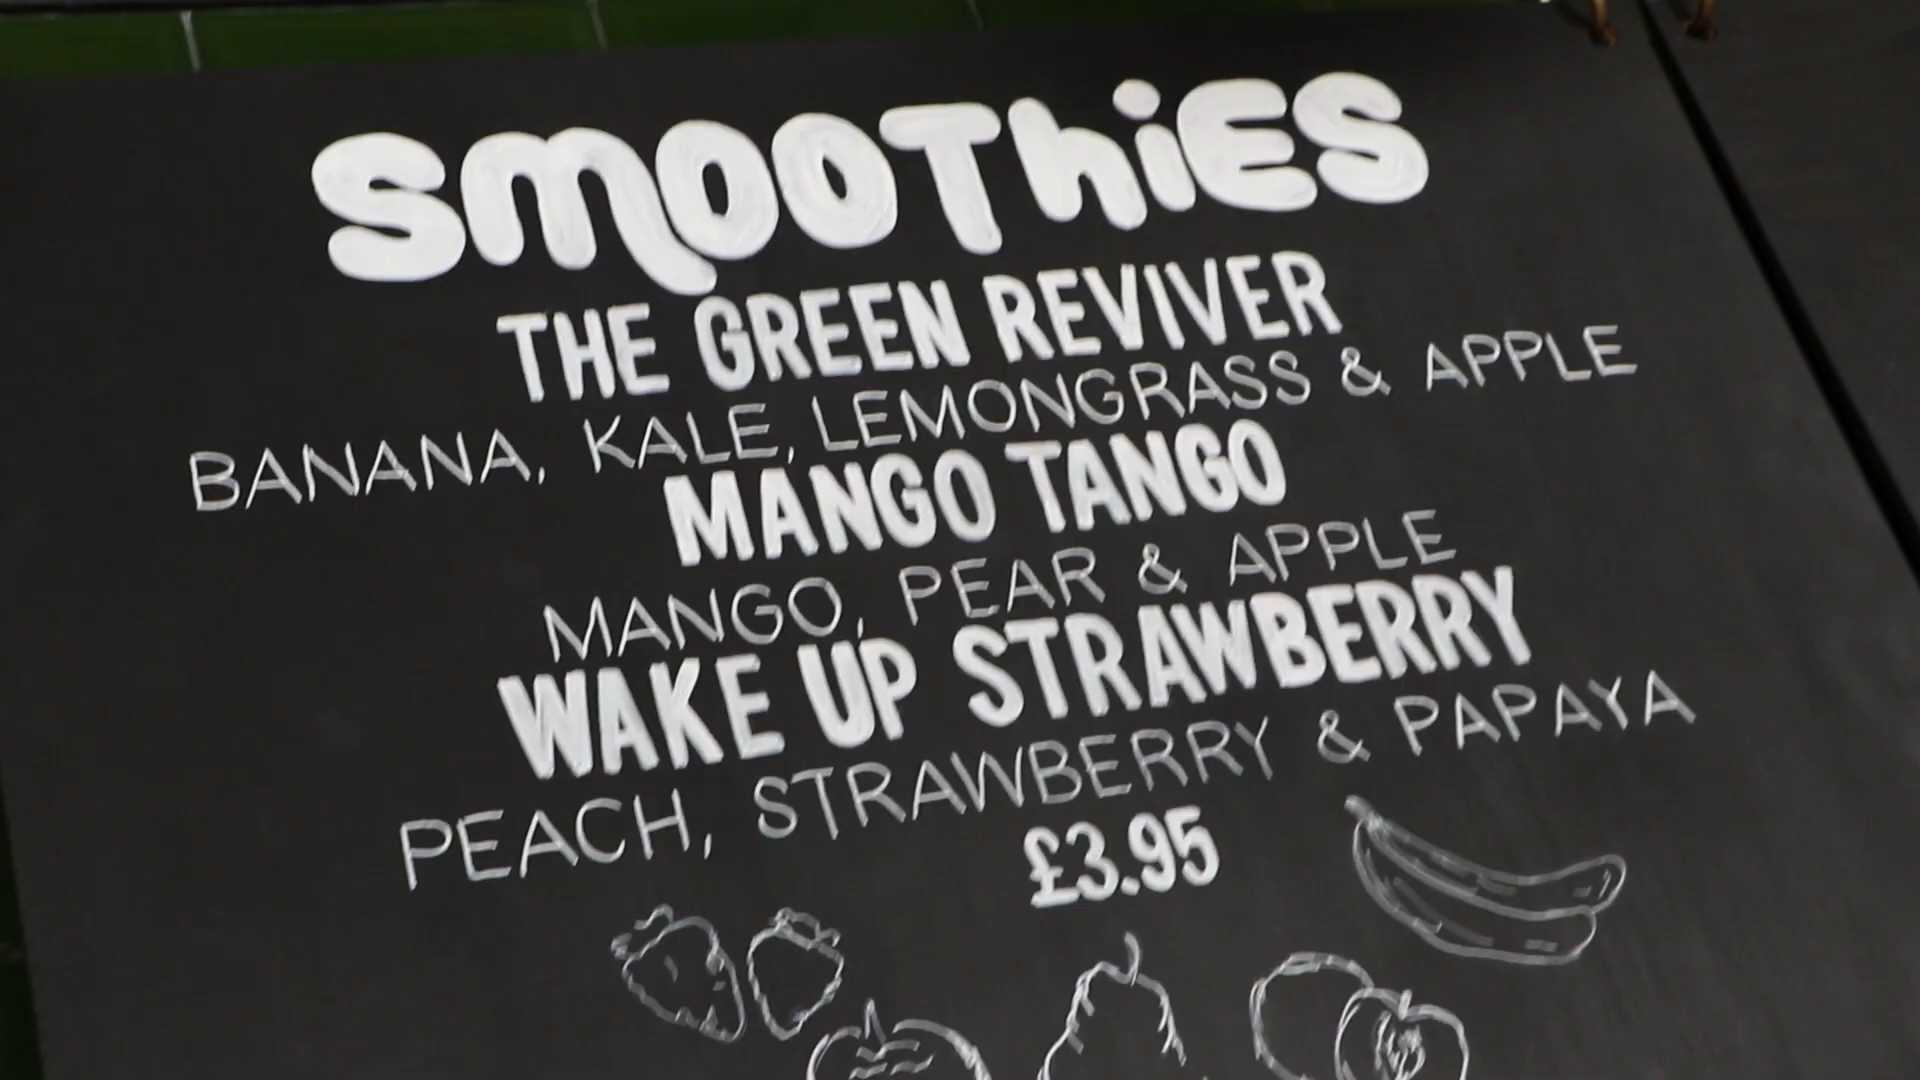 SMOOThiES
THE GREEN REVIVER
BANANA, KALE, LEMONGRASS & APPLE
MANGO TANGO
MANGO, PEAR & APPLE
WAKE UP STRAWBERRY
PEACH, STRAWBERRY & PAPAYA
£3.95